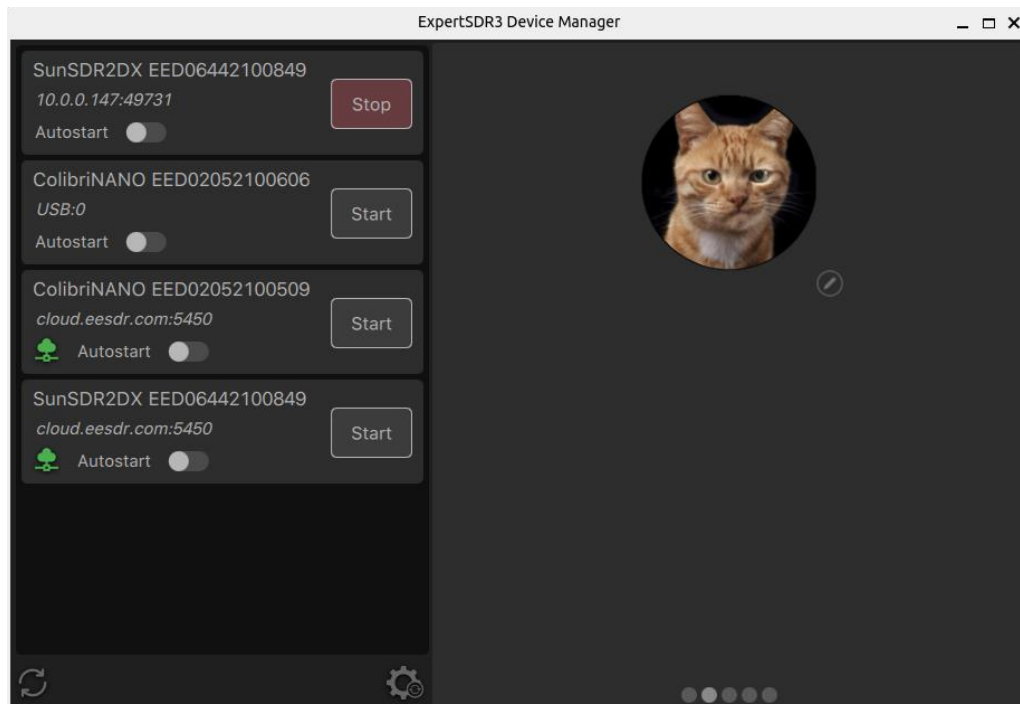 ExpertSDR3 Device Manager
SunSDR2DX EED06442100849
10.0.0.147:49731
Autostart
Stop
ColibriNANO EED02052100606
USB:0
Autostart
Start
ColibriNANO EED02052100509
cloud.eesdr.com:5450
Autostart
Start
SunSDR2DX EED06442100849
cloud.eesdr.com:5450
Autostart
Start